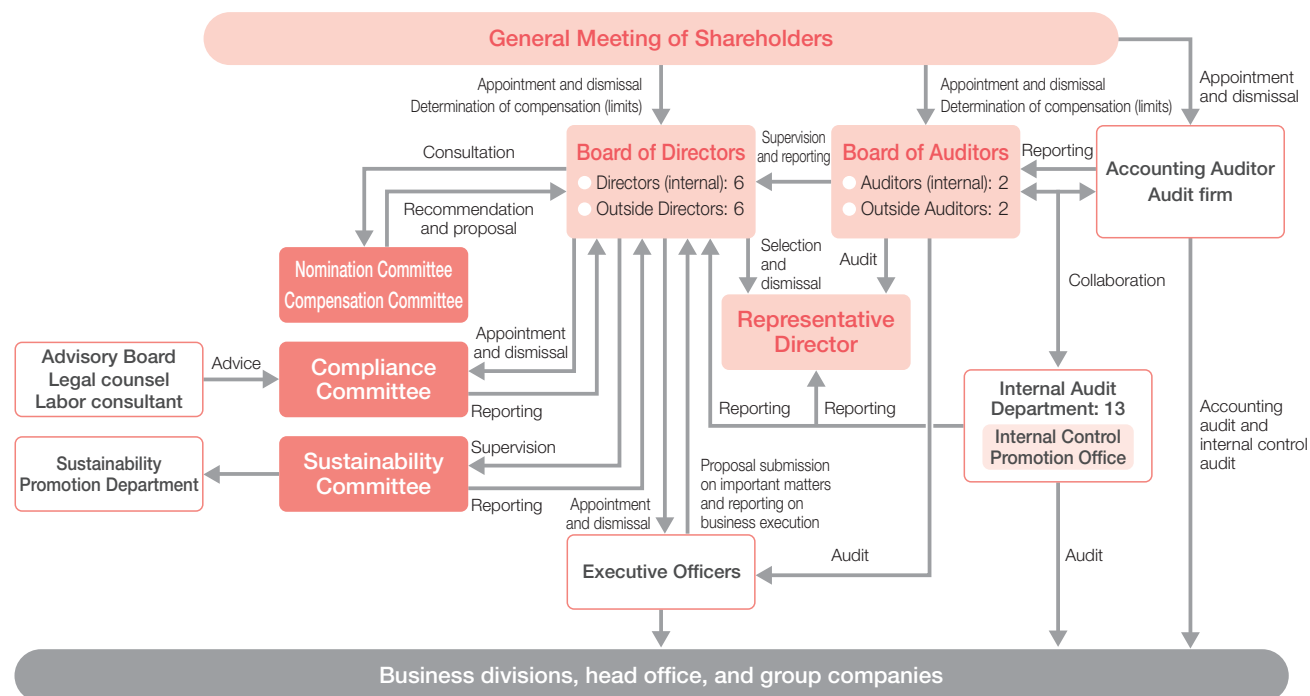 General Meeting of Shareholders
Appointment and dismissal
Determination of compensation (limits)
Appointment and dismissal
Determination of compensation (limits)
Appointment
and dismissal
Consultation
Board of Directors
Directors (internal): 6
Outside Directors: 6
Supervision
and reporting
Board of Auditors
Auditors (internal): 2
Outside Auditors: 2
Reporting
Accounting Auditor
Audit firm
Recommendation
and proposal
Nomination Committee
Compensation Committee
Selection
and
dismissal
Audit
Collaboration
Representative
Director
Appointment
and dismissal
Advisory Board
Legal counsel
Labor consultant
Advice
Compliance
Committee
Reporting
Reporting
Reporting
Internal Audit
Department: 13
Internal Control
Promotion Office
Accounting
audit and
internal control
audit
Supervision
Sustainability
Promotion Department
Sustainability
Committee
Reporting
Appointment
and dismissal
Proposal submission
on important matters
and reporting on
business execution
Executive Officers
Audit
Audit
Business divisions, head office, and group companies